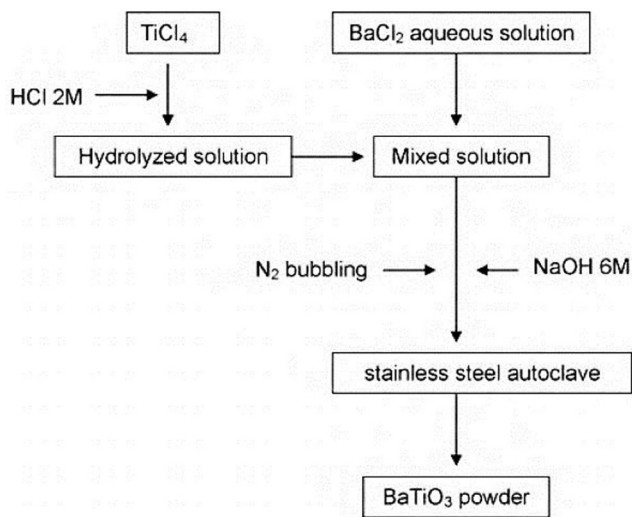 TiCl₄
BaCl₂ aqueous solution
HCl 2M
Hydrolyzed solution
Mixed solution
N₂ bubbling
NaOH 6M
stainless steel autoclave
BaTiO₃ powder